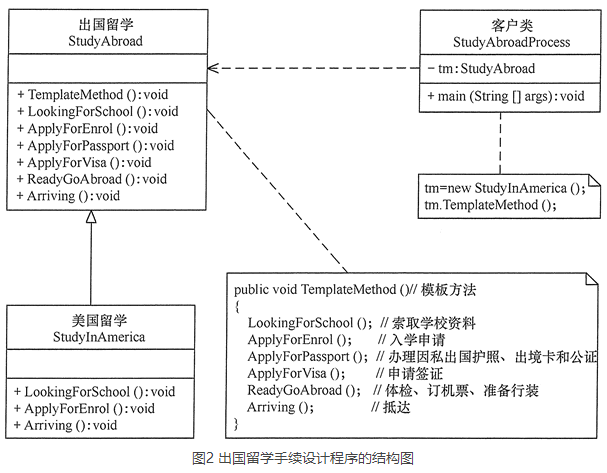 出国留学
StudyAbroad
+ TemplateMethod ():void
+ LookingForSchool ():void
+ ApplyForEnrol ():void
+ ApplyForPassport ():void
+ ApplyForVisa ():void
+ ReadyGoAbroad ():void
+ Arriving ():void
客户类
StudyAbroadProcess
− tm:StudyAbroad
+ main (String [] args):void
tm=new StudyInAmerica ();
tm.TemplateMethod ();
美国留学
StudyInAmerica
+ LookingForSchool ():void
+ ApplyForEnrol ():void
+ Arriving ():void
public void TemplateMethod ()// 模板方法
{
LookingForSchool (); // 索取学校资料
ApplyForEnrol (); // 入学申请
ApplyForPassport (); // 办理因私出国护照、出境卡和公证
ApplyForVisa (); // 申请签证
ReadyGoAbroad (); // 体检、订机票、准备行装
Arriving (); // 抵达
}
图2 出国留学手续设计程序的结构图